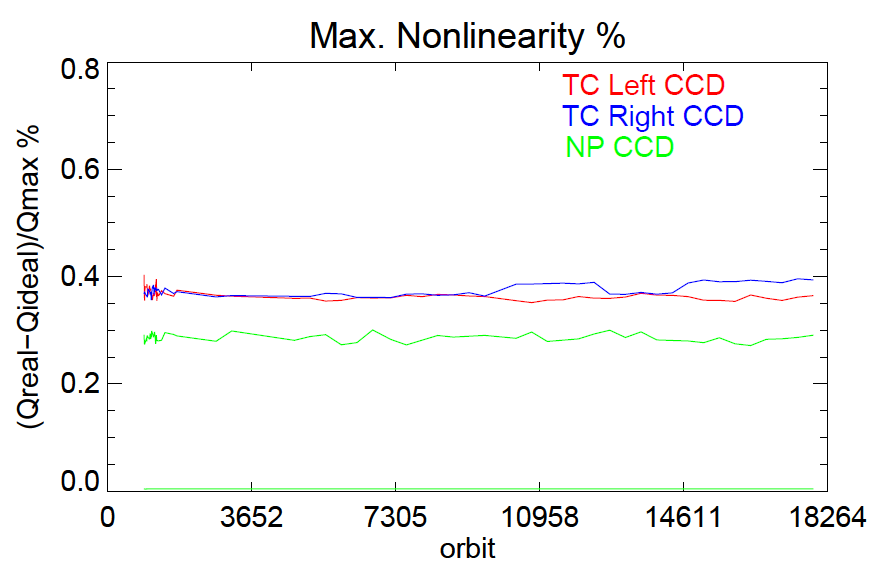 Max. Nonlinearity %
(Qreal−Qideal)/Qmax %
0.8
0.6
0.4
0.2
0.0
TC Left CCD
TC Right CCD
NP CCD
0 3652 7305 10958 14611 18264
orbit